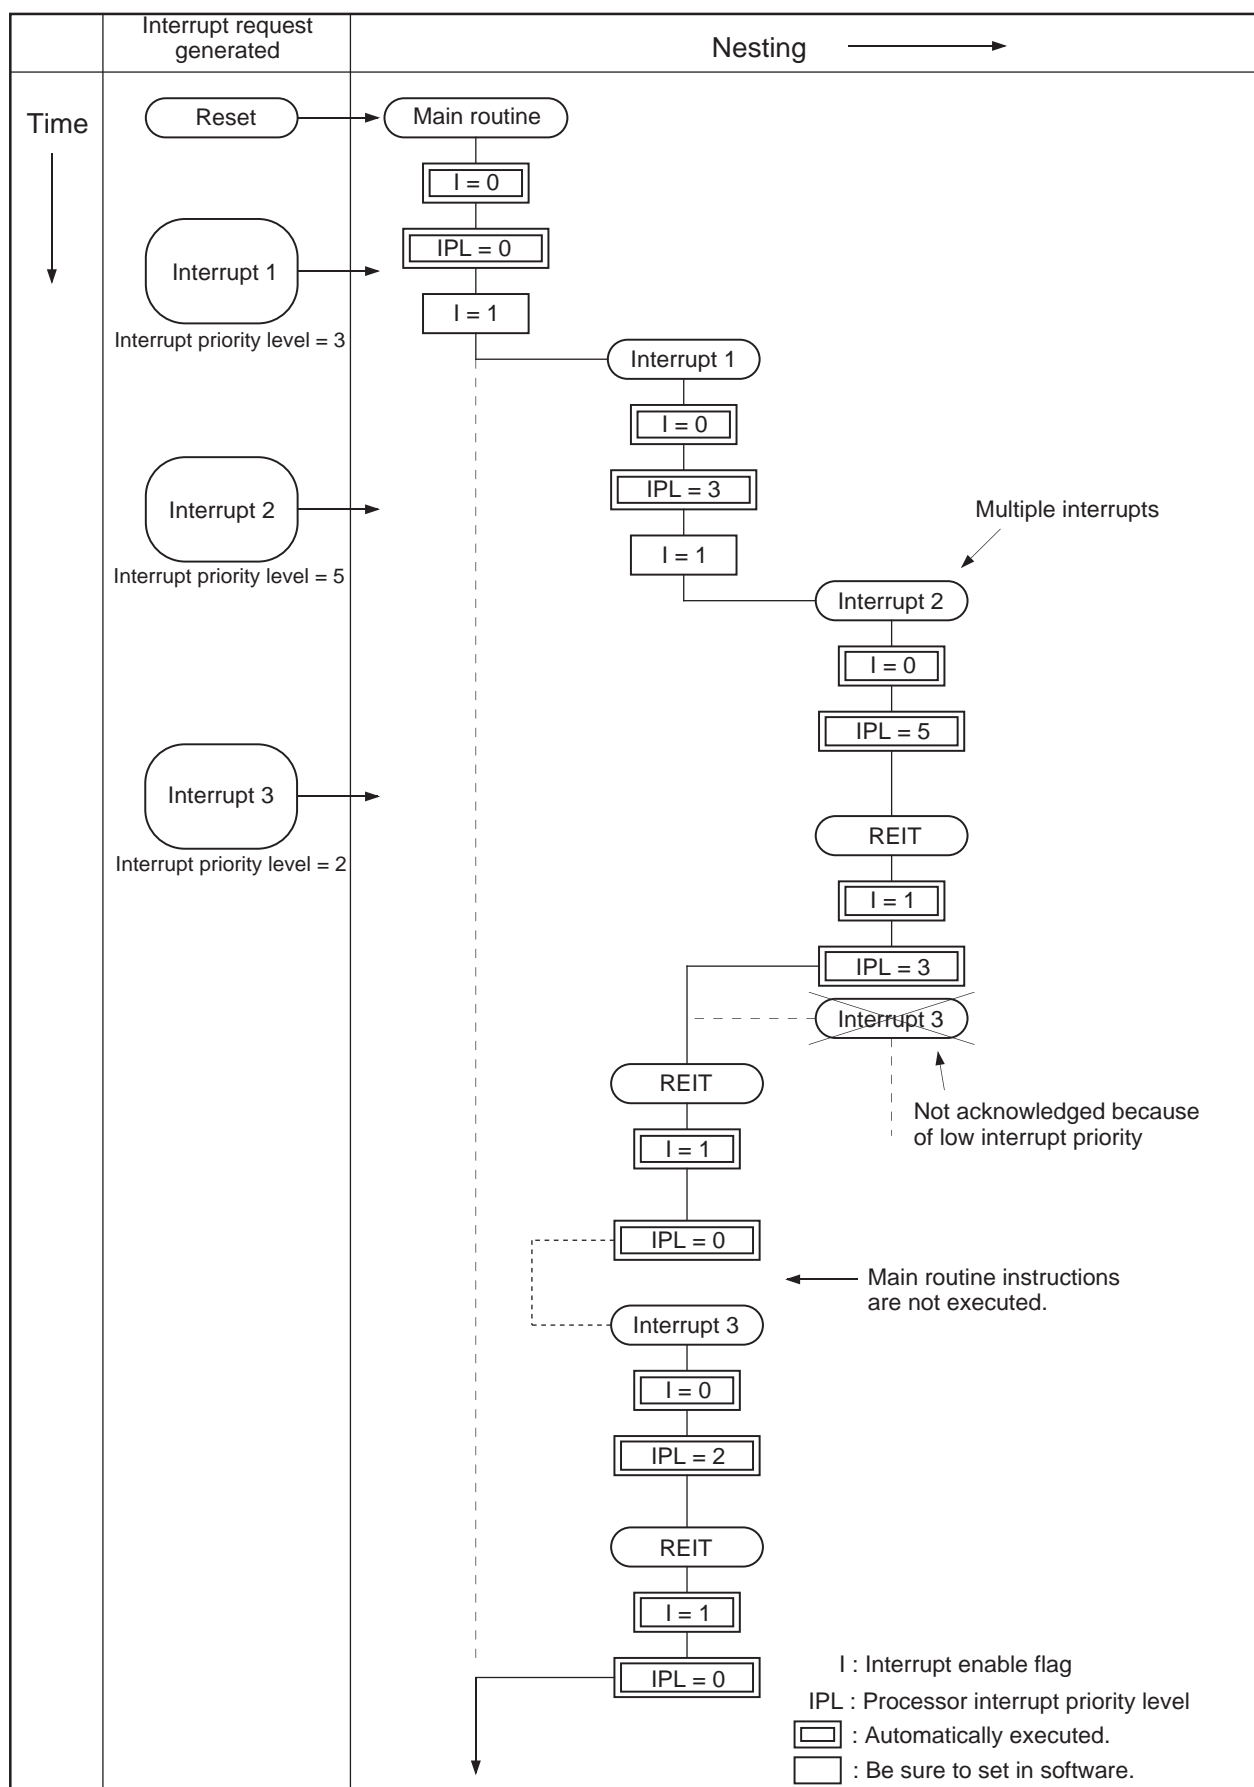 Interrupt request
generated
Nesting
Time
Reset
Main routine
I = 0
IPL = 0
Interrupt 1
Interrupt priority level = 3
I = 1
Interrupt 1
I = 0
IPL = 3
I = 1
Interrupt 2
Interrupt priority level = 5
Multiple interrupts
Interrupt 2
I = 0
IPL = 5
Interrupt 3
Interrupt priority level = 2
REIT
I = 1
IPL = 3
Interrupt 3
Not acknowledged because
of low interrupt priority
REIT
I = 1
IPL = 0
Main routine instructions
are not executed.
Interrupt 3
I = 0
IPL = 2
REIT
I = 1
IPL = 0
I : Interrupt enable flag
IPL : Processor interrupt priority level
: Automatically executed.
: Be sure to set in software.